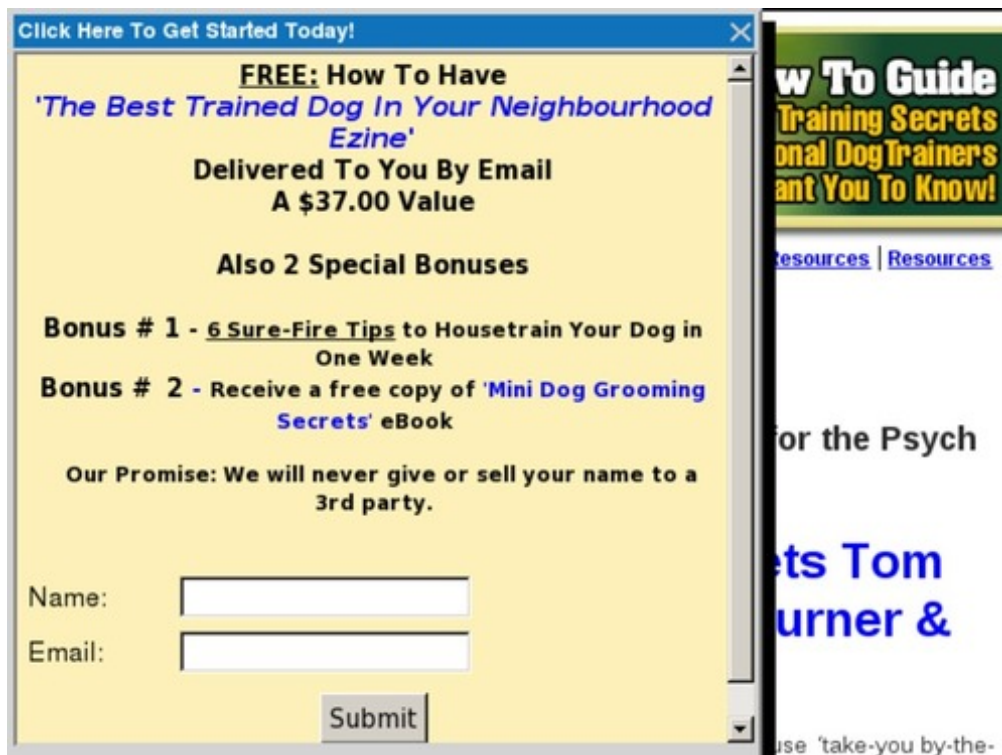 Click Here To Get Started Today!
FREE: How To Have
'The Best Trained Dog In Your Neighbourhood
Ezine'
Delivered To You By Email
A $37.00 Value
Also 2 Special Bonuses
Bonus # 1 - 6 Sure-Fire Tips to Housetrain Your Dog in
One Week
Bonus # 2 - Receive a free copy of 'Mini Dog Grooming
Secrets' eBook
Our Promise: We will never give or sell your name to a
3rd party.
Name:
Email:
Submit
w To Guide
Training Secrets
onal DogTrainers
ant You To Know!
esources | Resources
for the Psych
ets Tom
urner &
use 'take-you by-the-